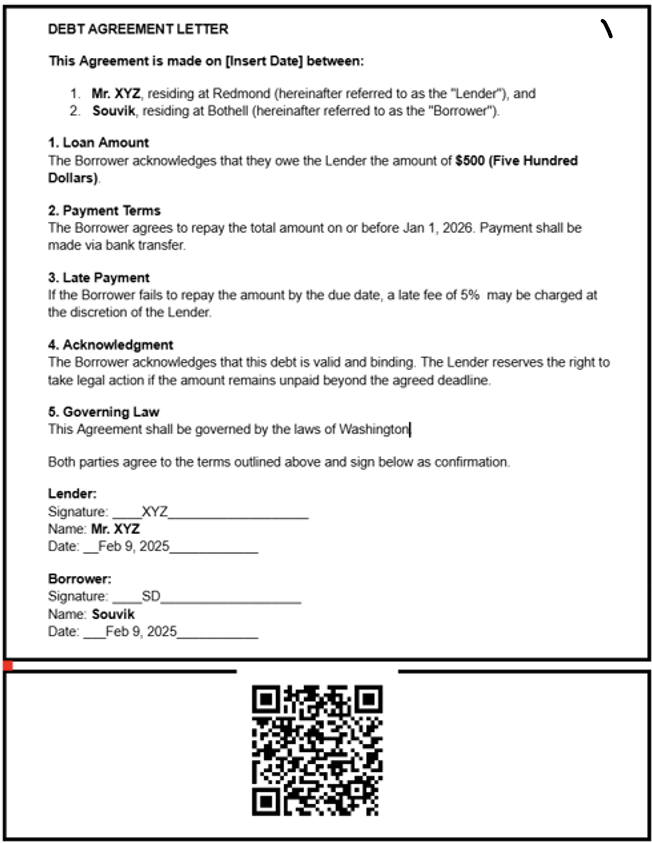 DEBT AGREEMENT LETTER
This Agreement is made on [Insert Date] between:
1. Mr. XYZ, residing at Redmond (hereinafter referred to as the "Lender"), and
2. Souvik, residing at Bothell (hereinafter referred to as the "Borrower").
1. Loan Amount
The Borrower acknowledges that they owe the Lender the amount of $500 (Five Hundred
Dollars).
2. Payment Terms
The Borrower agrees to repay the total amount on or before Jan 1, 2026. Payment shall be
made via bank transfer.
3. Late Payment
If the Borrower fails to repay the amount by the due date, a late fee of 5%  may be charged at
the discretion of the Lender.
4. Acknowledgment
The Borrower acknowledges that this debt is valid and binding. The Lender reserves the right to
take legal action if the amount remains unpaid beyond the agreed deadline.
5. Governing Law
This Agreement shall be governed by the laws of Washington
Both parties agree to the terms outlined above and sign below as confirmation.
Lender:
Signature: ____XYZ___________________
Name: Mr. XYZ
Date: __Feb 9, 2025____________
Borrower:
Signature: ____SD___________________
Name: Souvik
Date: ___Feb 9, 2025___________